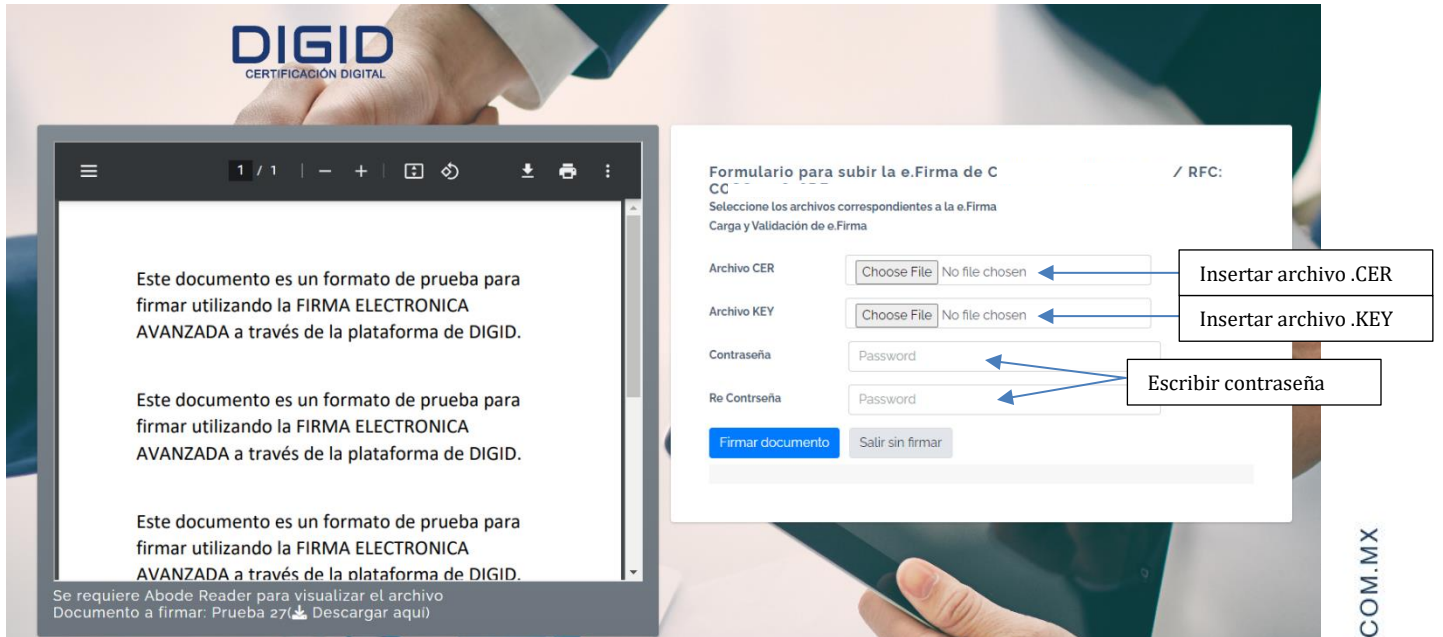 DIGID
CERTIFICACIÓN DIGITAL
1 / 1
Este documento es un formato de prueba para
firmar utilizando la FIRMA ELECTRONICA
AVANZADA a través de la plataforma de DIGID.
Este documento es un formato de prueba para
firmar utilizando la FIRMA ELECTRONICA
AVANZADA a través de la plataforma de DIGID.
Este documento es un formato de prueba para
firmar utilizando la FIRMA ELECTRONICA
AVANZADA a través de la plataforma de DIGID.
Se requiere Abode Reader para visualizar el archivo
Documento a firmar: Prueba 27( Descargar aquí)
Formulario para subir la e.Firma de C / RFC:
Seleccione los archivos correspondientes a la e.Firma
Carga y Validación de e.Firma
Archivo CER
Choose File No file chosen
Insertar archivo .CER
Archivo KEY
Choose File No file chosen
Insertar archivo .KEY
Contraseña
Password
Escribir contraseña
Re Contrseña
Password
Firmar documento
Salir sin firmar
COM.MX